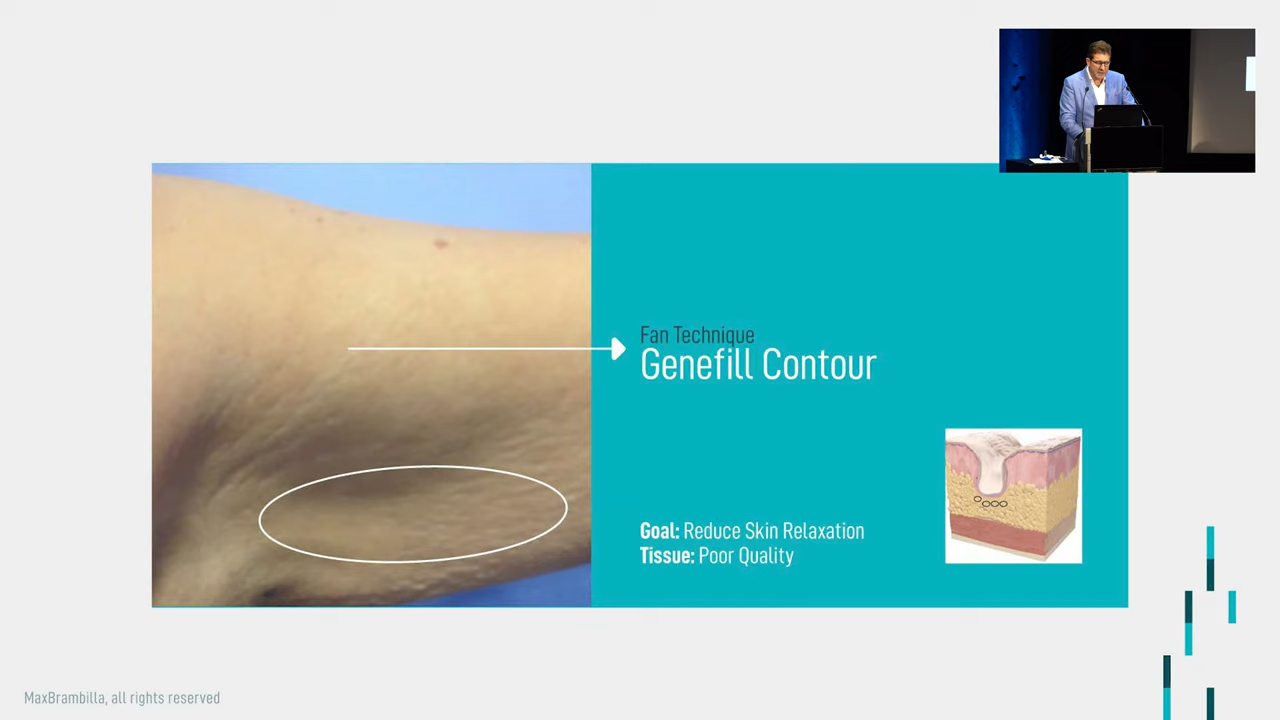 Fan Technique
Genefill Contour
Goal: Reduce Skin Relaxation
Tissue: Poor Quality
MaxBrambilla, all rights reserved